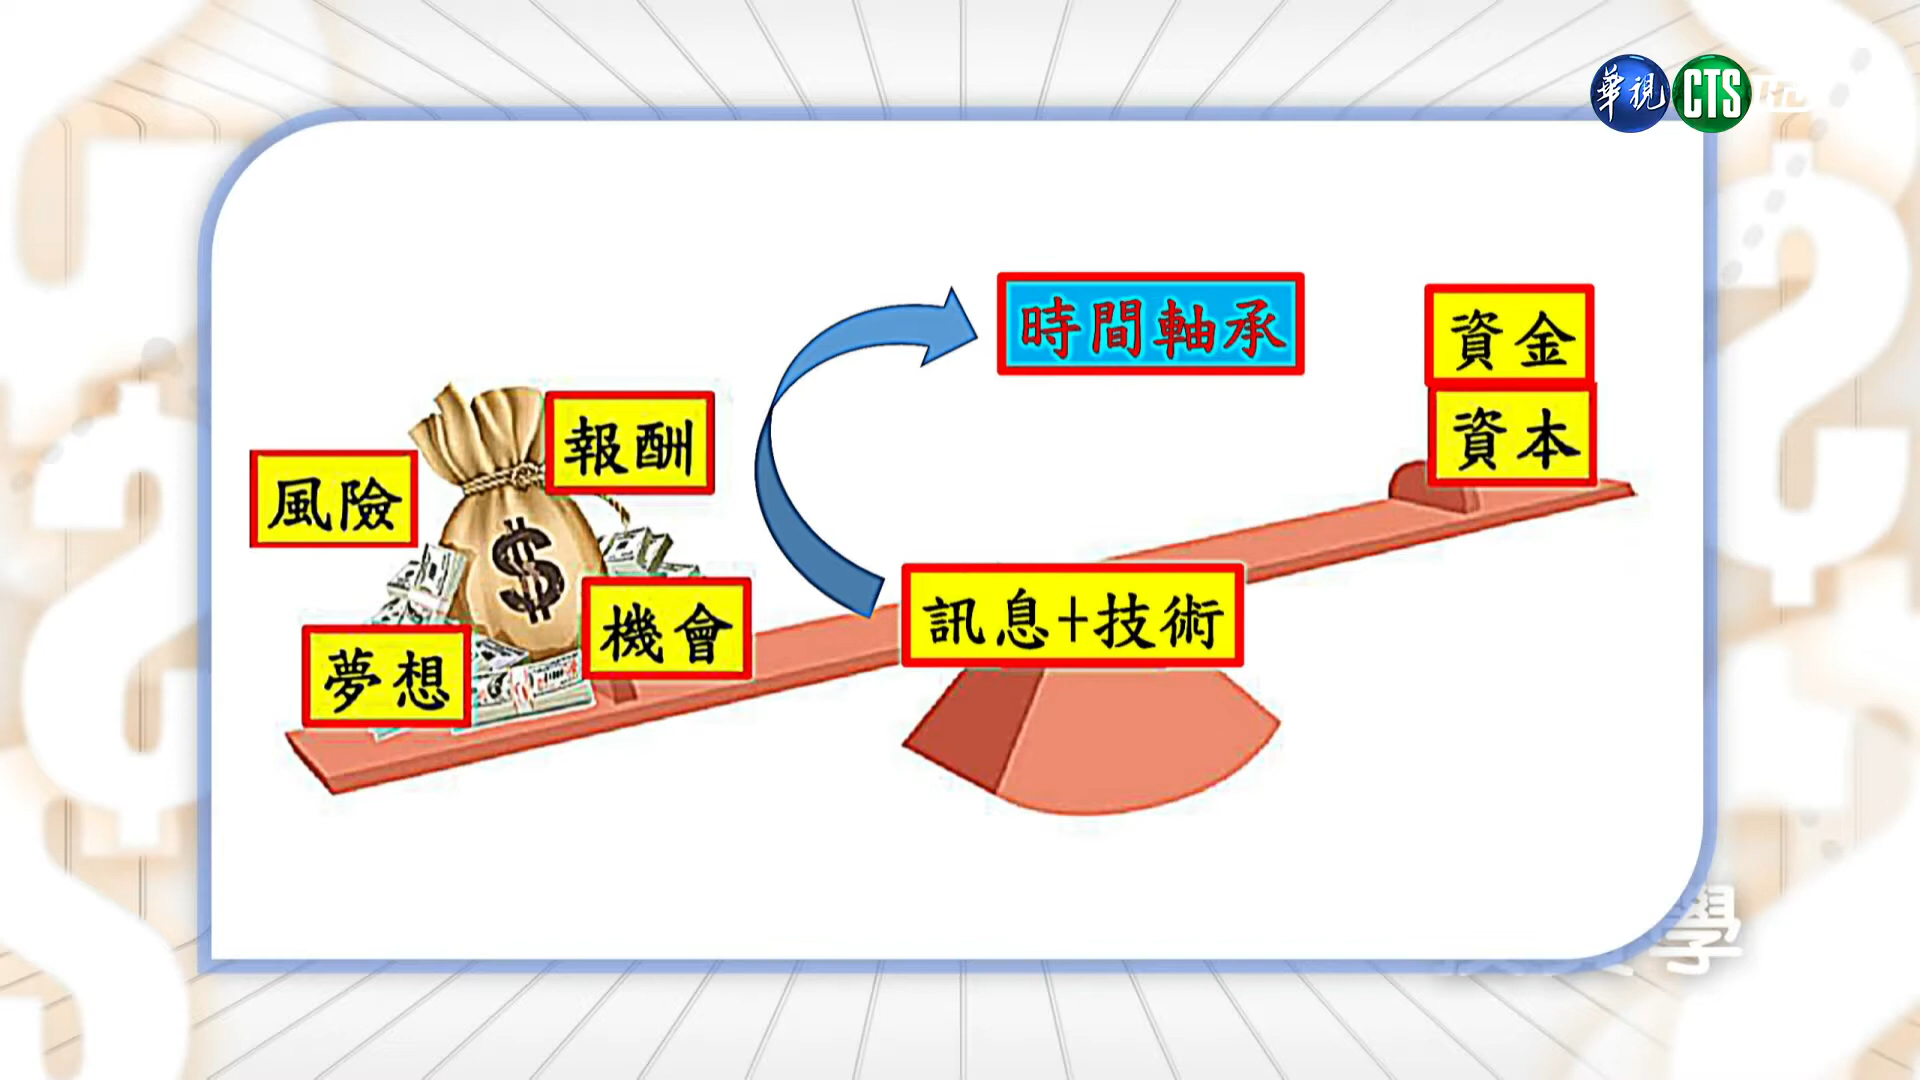 華視 CTS
時間軸承
資金
資本
報酬
風險
訊息+技術
機會
夢想
$
學